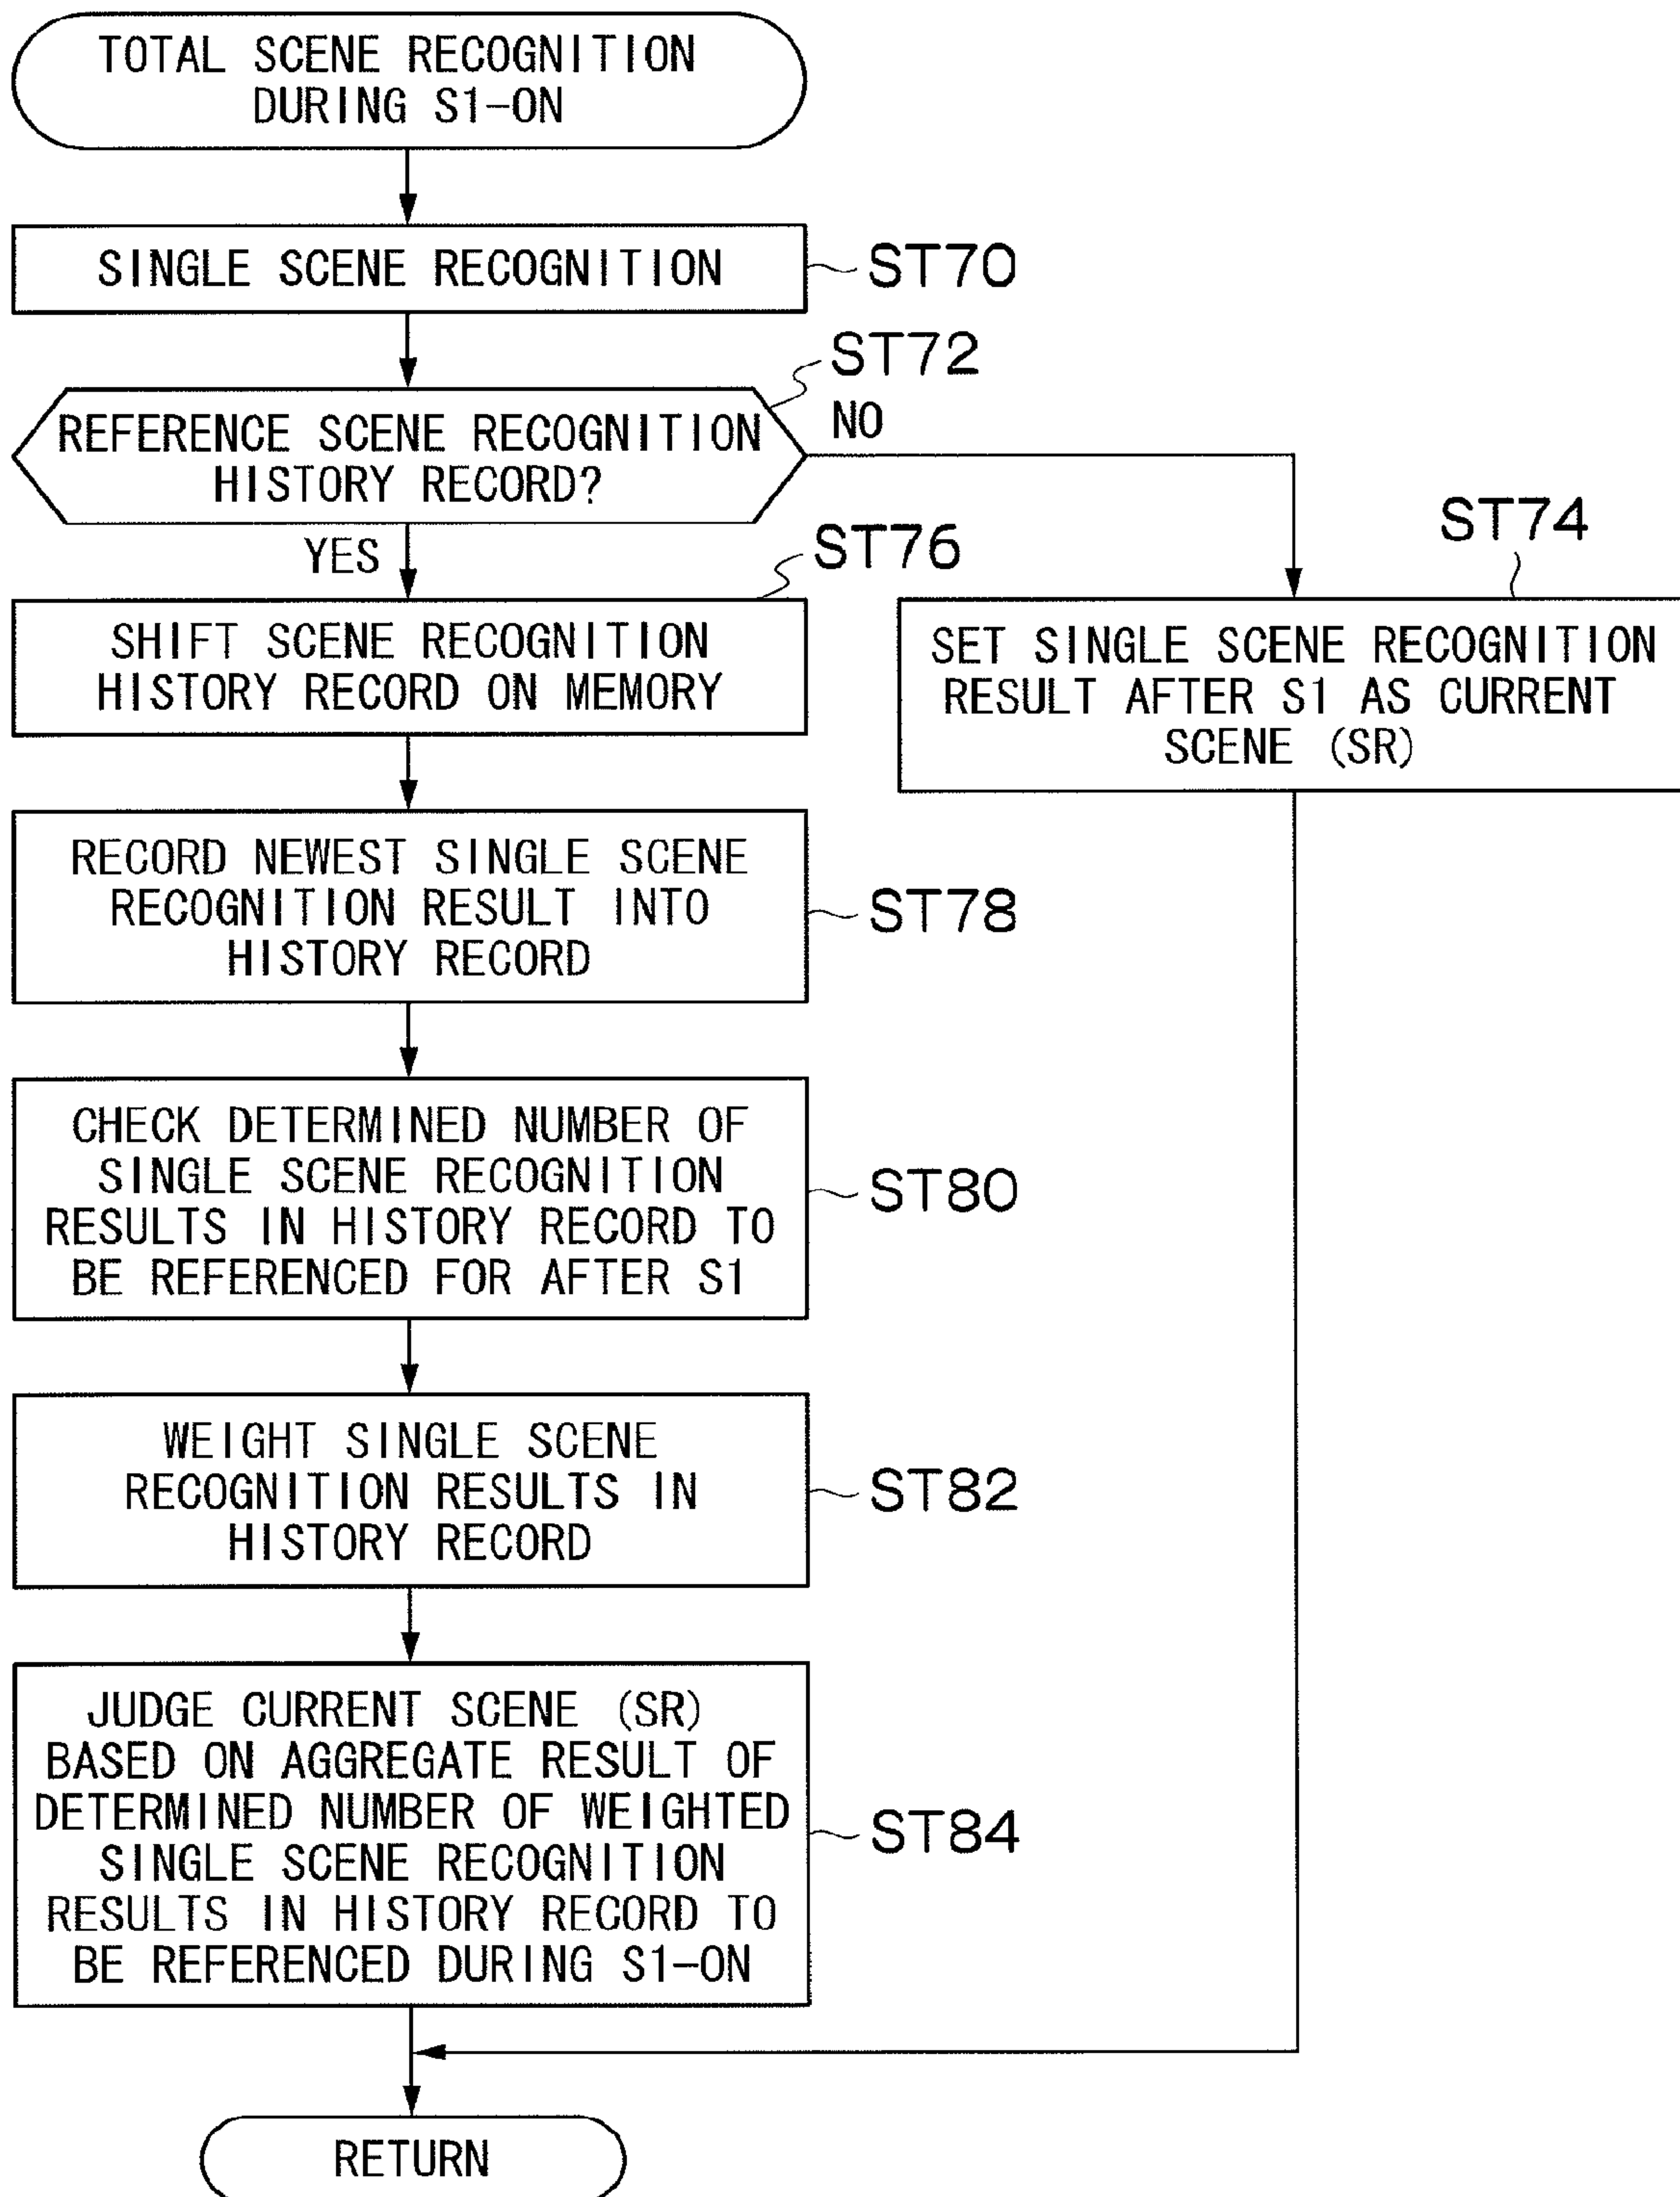 TOTAL SCENE RECOGNITION
DURING S1-ON
SINGLE SCENE RECOGNITION
ST70
ST72
REFERENCE SCENE RECOGNITION
HISTORY RECORD?
NO
YES
ST76
SHIFT SCENE RECOGNITION
HISTORY RECORD ON MEMORY
ST74
SET SINGLE SCENE RECOGNITION
RESULT AFTER S1 AS CURRENT
SCENE (SR)
RECORD NEWEST SINGLE SCENE
RECOGNITION RESULT INTO
HISTORY RECORD
ST78
CHECK DETERMINED NUMBER OF
SINGLE SCENE RECOGNITION
RESULTS IN HISTORY RECORD TO
BE REFERENCED FOR AFTER S1
ST80
WEIGHT SINGLE SCENE
RECOGNITION RESULTS IN
HISTORY RECORD
ST82
JUDGE CURRENT SCENE (SR)
BASED ON AGGREGATE RESULT OF
DETERMINED NUMBER OF WEIGHTED
SINGLE SCENE RECOGNITION
RESULTS IN HISTORY RECORD TO
BE REFERENCED DURING S1-ON
ST84
RETURN